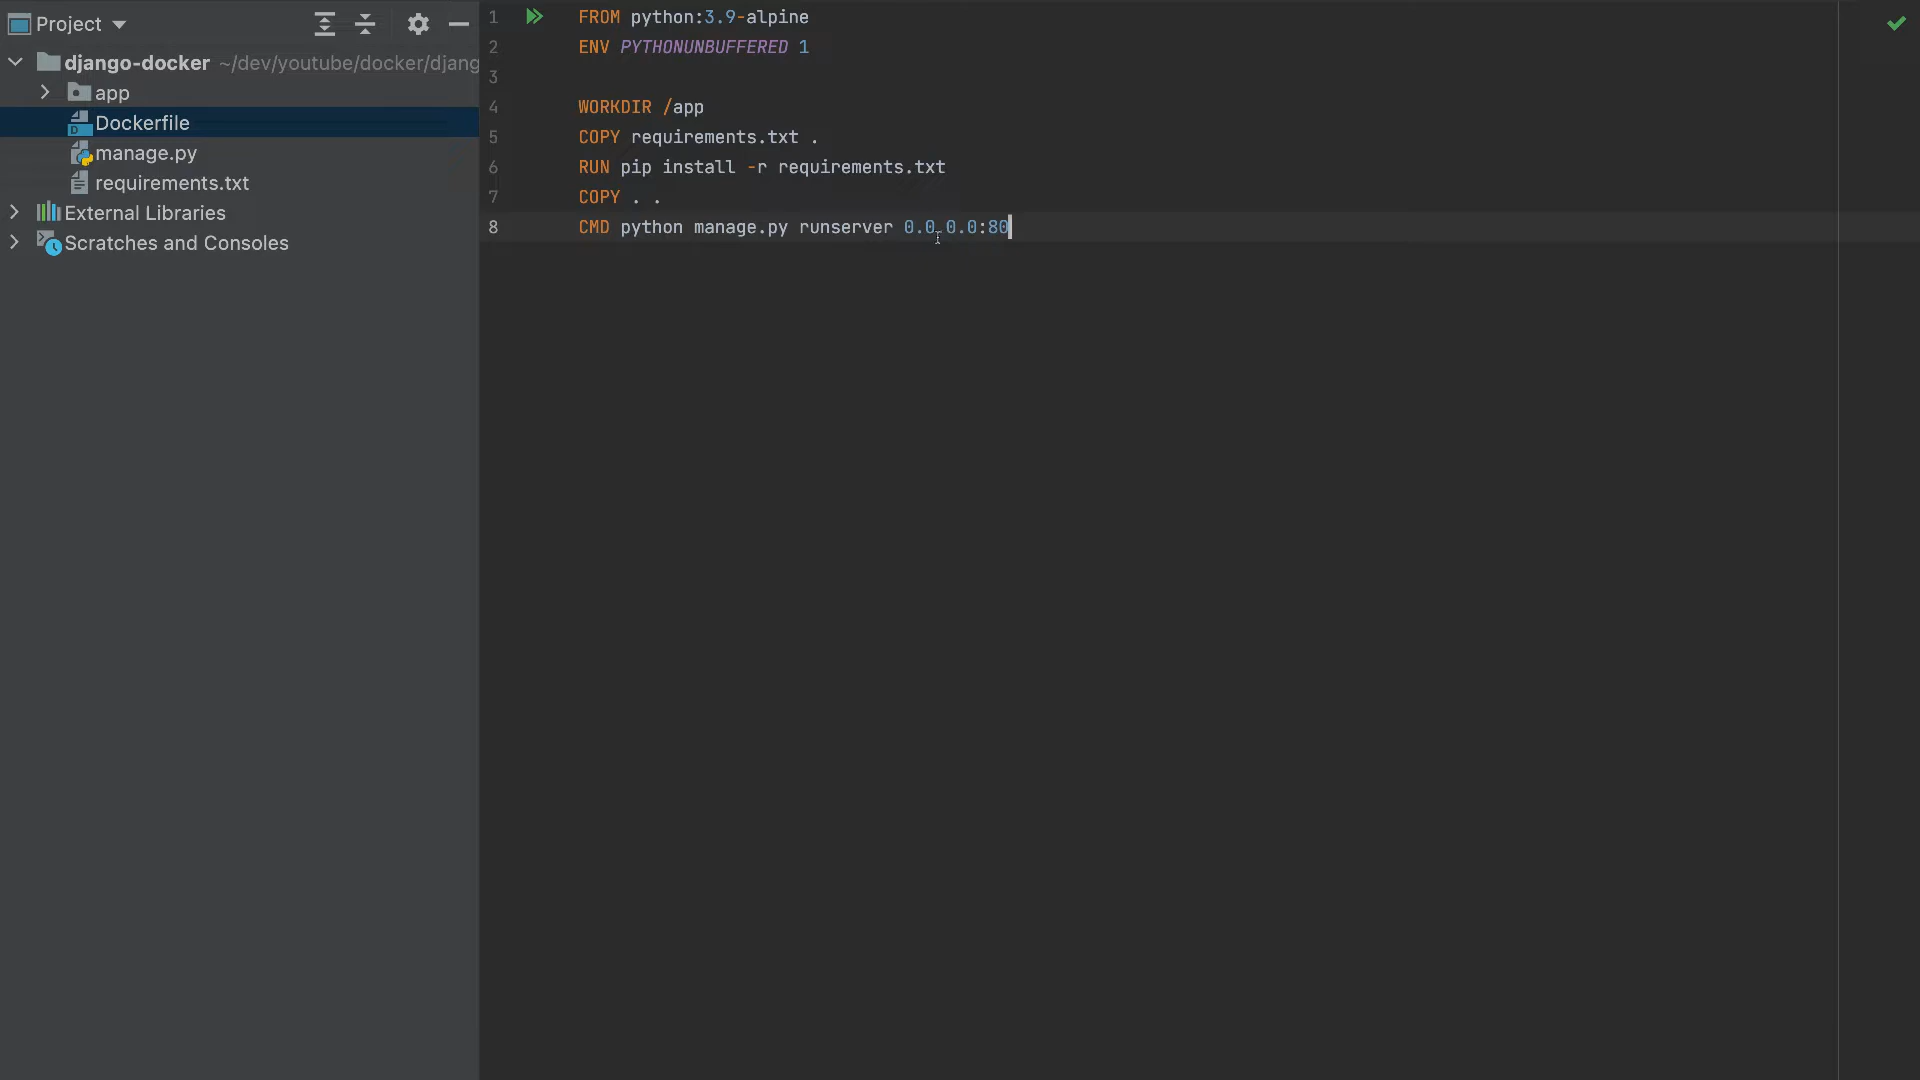 Project
django-docker ~/dev/youtube/docker/djang
app
Dockerfile
manage.py
requirements.txt
External Libraries
Scratches and Consoles
1 FROM python:3.9-alpine
2 ENV PYTHONUNBUFFERED 1
3
4 WORKDIR /app
5 COPY requirements.txt .
6 RUN pip install -r requirements.txt
7 COPY . .
8 CMD python manage.py runserver 0.0.0.0:80